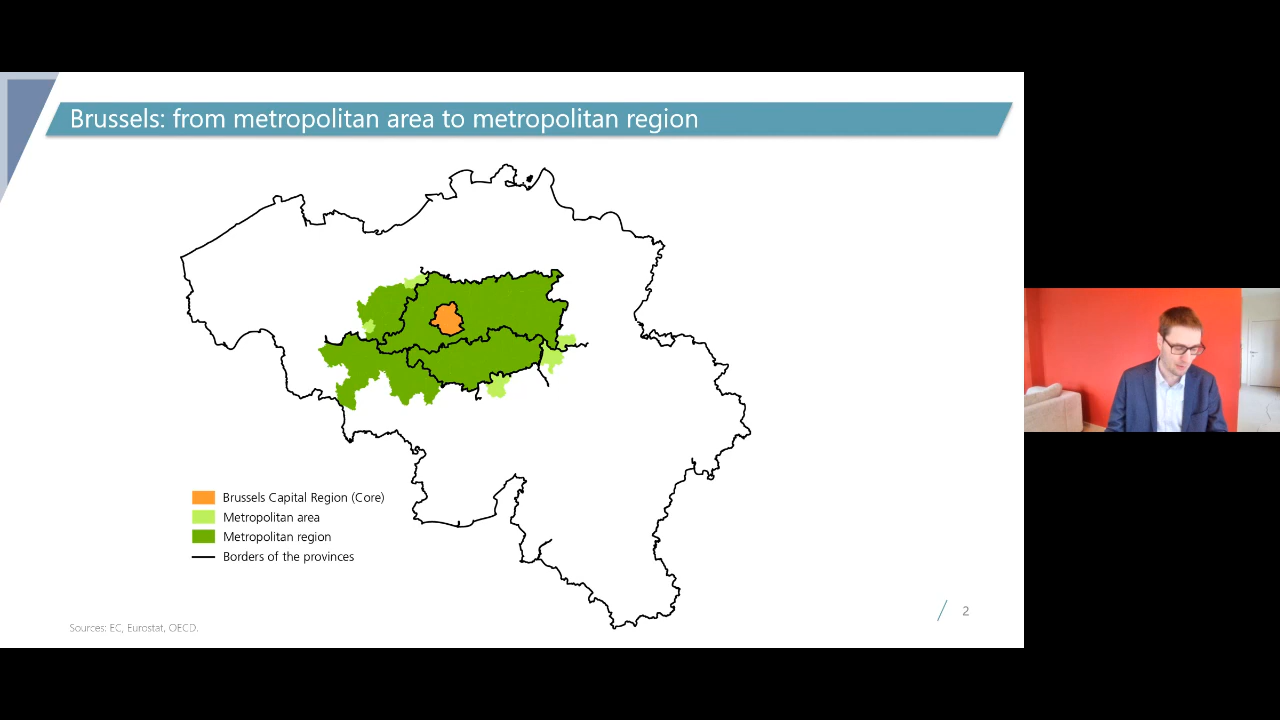 Brussels: from metropolitan area to metropolitan region
Brussels Capital Region (Core)
Metropolitan area
Metropolitan region
Borders of the provinces
2
Sources: EC, Eurostat, OECD.